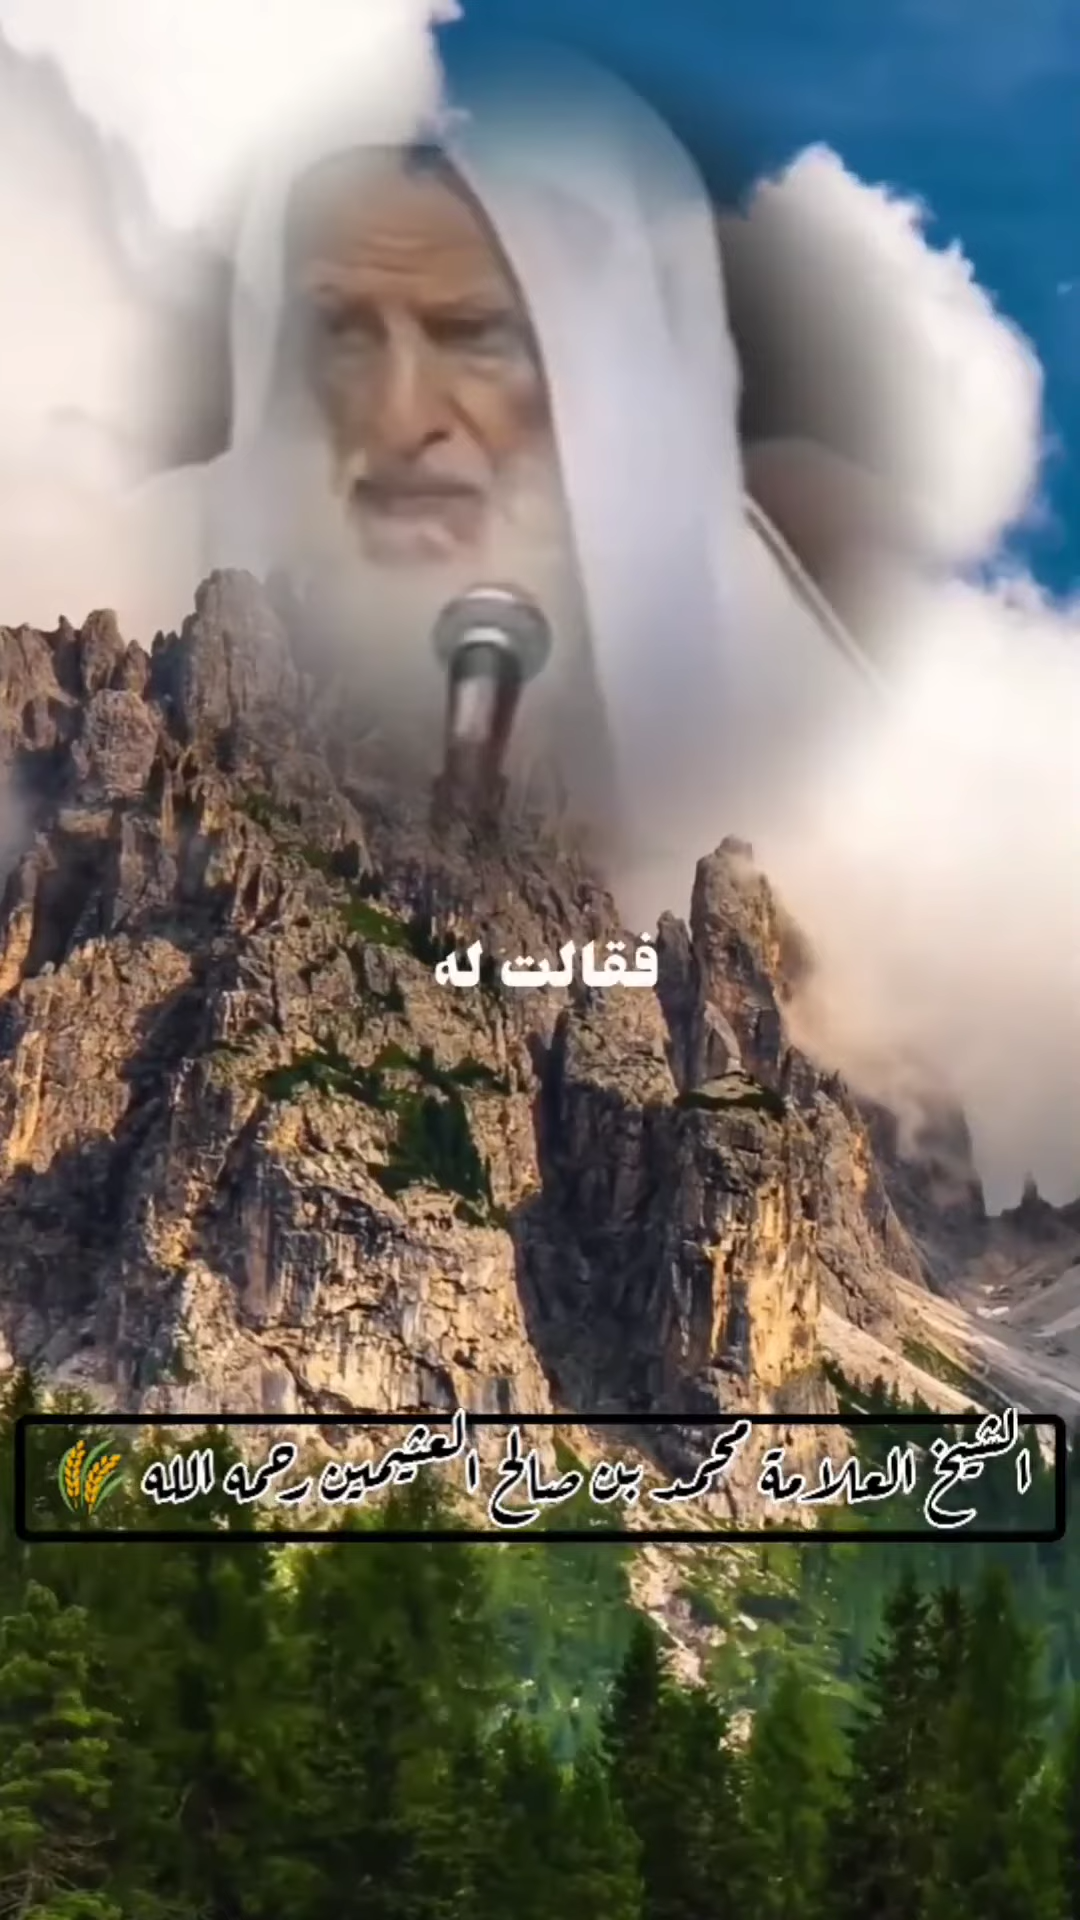 فقالت له
الشيخ العلامة محمد بن صالح العثيمين رحمه الله